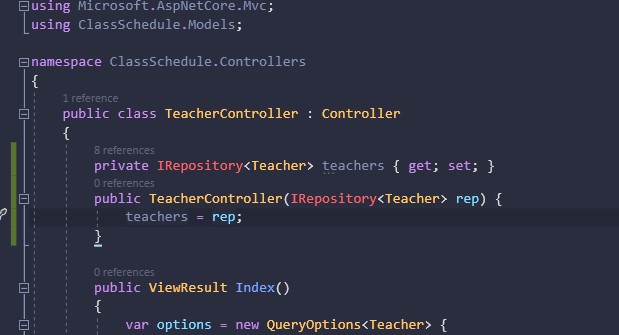 using Microsoft.AspNetCore.Mvc;
using ClassSchedule.Models;
namespace ClassSchedule.Controllers
{
1 reference
public class TeacherController : Controller
{
8 references
private IRepository<Teacher> teachers { get; set; }
0 references
public TeacherController(IRepository<Teacher> rep) {
teachers = rep;
}
0 references
public ViewResult Index()
{
var options = new QueryOptions<Teacher> {